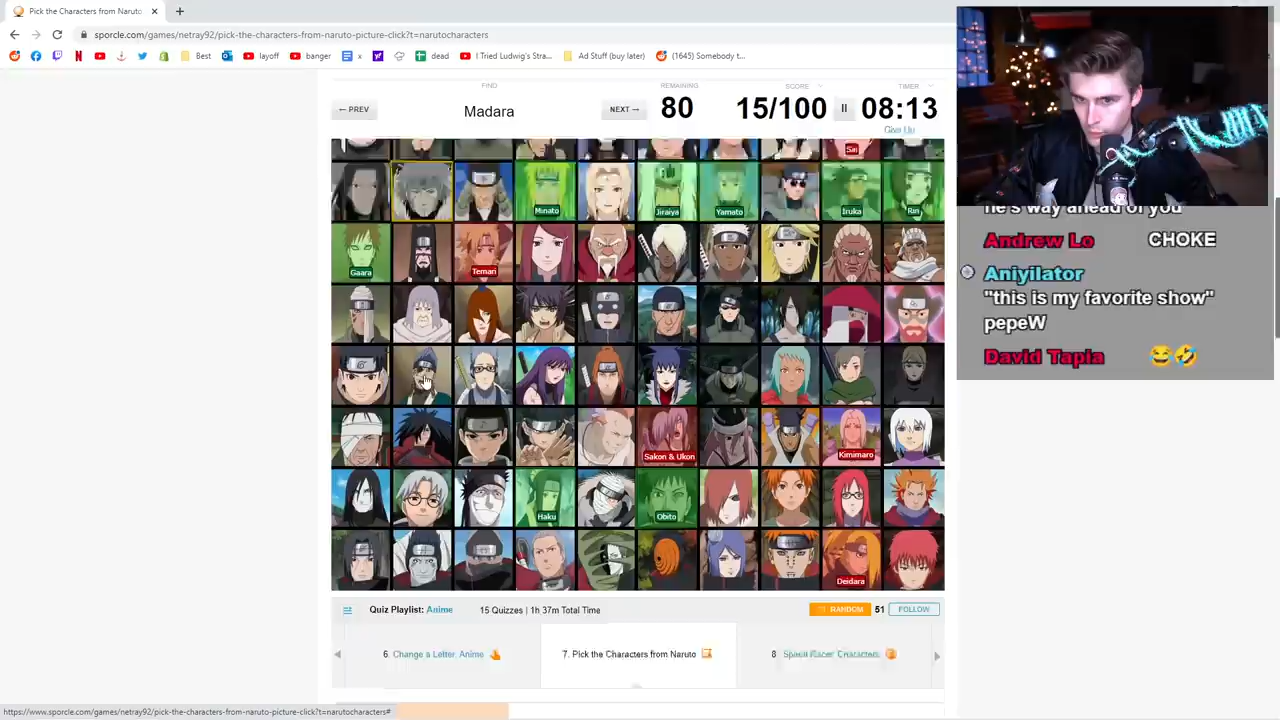 Pick the Characters from Naruto
sporcle.com/games/netray92/pick-the-characters-from-naruto-picture-click?t=narutocharacters
Best
layoff
banger
x
dead
I Tried Ludwig's Stra...
Ad Stuff (buy later)
(1645) Somebody t...
FIND
REMAINING
SCORE
TIMER
← PREV
Madara
NEXT →
80
15/100
08:13
Give Up
Sari
Minato
Jiraiya
Yamato
Iruka
Rin
Gaara
Temari
Sakon & Ukon
Kimimaro
Haku
Obito
Deidara
Quiz Playlist: Anime
15 Quizzes | 1h 37m Total Time
RANDOM
51
FOLLOW
6. Change a Letter, Anime
7. Pick the Characters from Naruto
8
Speed Racer Characters
https://www.sporcle.com/games/netray92/pick-the-characters-from-naruto-picture-click?t=narutocharacters#
he's way ahead of you
Andrew Lo CHOKE
Aniyilator
"this is my favorite show"
pepeW
David Tapia 😂🤣